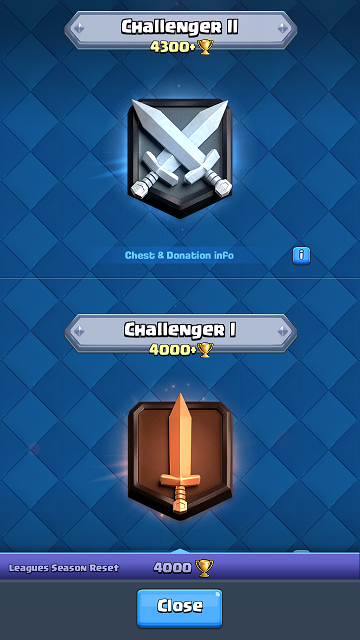 Challenger II
4300+
Chest & Donation info
i
Challenger I
4000+
Leagues Season Reset 4000
Close